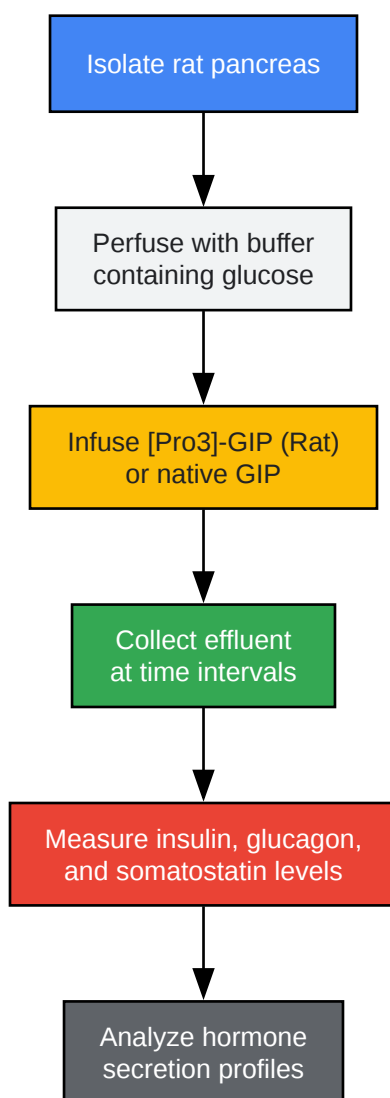 Isolate rat pancreas
Perfuse with buffer
containing glucose
Infuse [Pro3]-GIP (Rat)
or native GIP
Collect effluent
at time intervals
Measure insulin, glucagon,
and somatostatin levels
Analyze hormone
secretion profiles